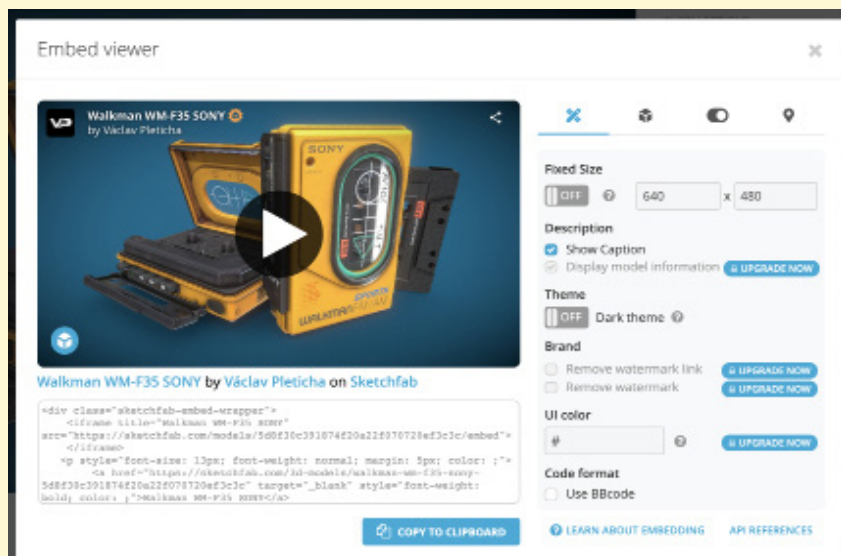 Embed viewer
Walkman WM-F35 SONY
by Václav Pleticha
SONY
SPORTS
WALKMAN
Walkman WM-F35 SONY by Václav Pleticha on Sketchfab
<div class="sketchfab-embed-wrapper">
<iframe title="Walkman WM-F35 SONY"
src="https://sketchfab.com/models/5d8f30c391874f20a22f070728ef3c3c/embed">
</iframe>
<p style="font-size: 13px; font-weight: normal; margin: 5px; color: ;">
<a href="https://sketchfab.com/3d-models/walkman-wm-f35-sony-
5d8f30c391874f20a22f070728ef3c3c" target="_blank" style="font-weight:
bold; color: ;">Walkman WM-F35 SONY</a>
COPY TO CLIPBOARD
Fixed Size
OFF 640 x 480
Description
Show Caption
Display model information UPGRADE NOW
Theme
OFF Dark theme
Brand
Remove watermark link UPGRADE NOW
Remove watermark UPGRADE NOW
UI color
# UPGRADE NOW
Code format
Use BBcode
LEARN ABOUT EMBEDDING API REFERENCES